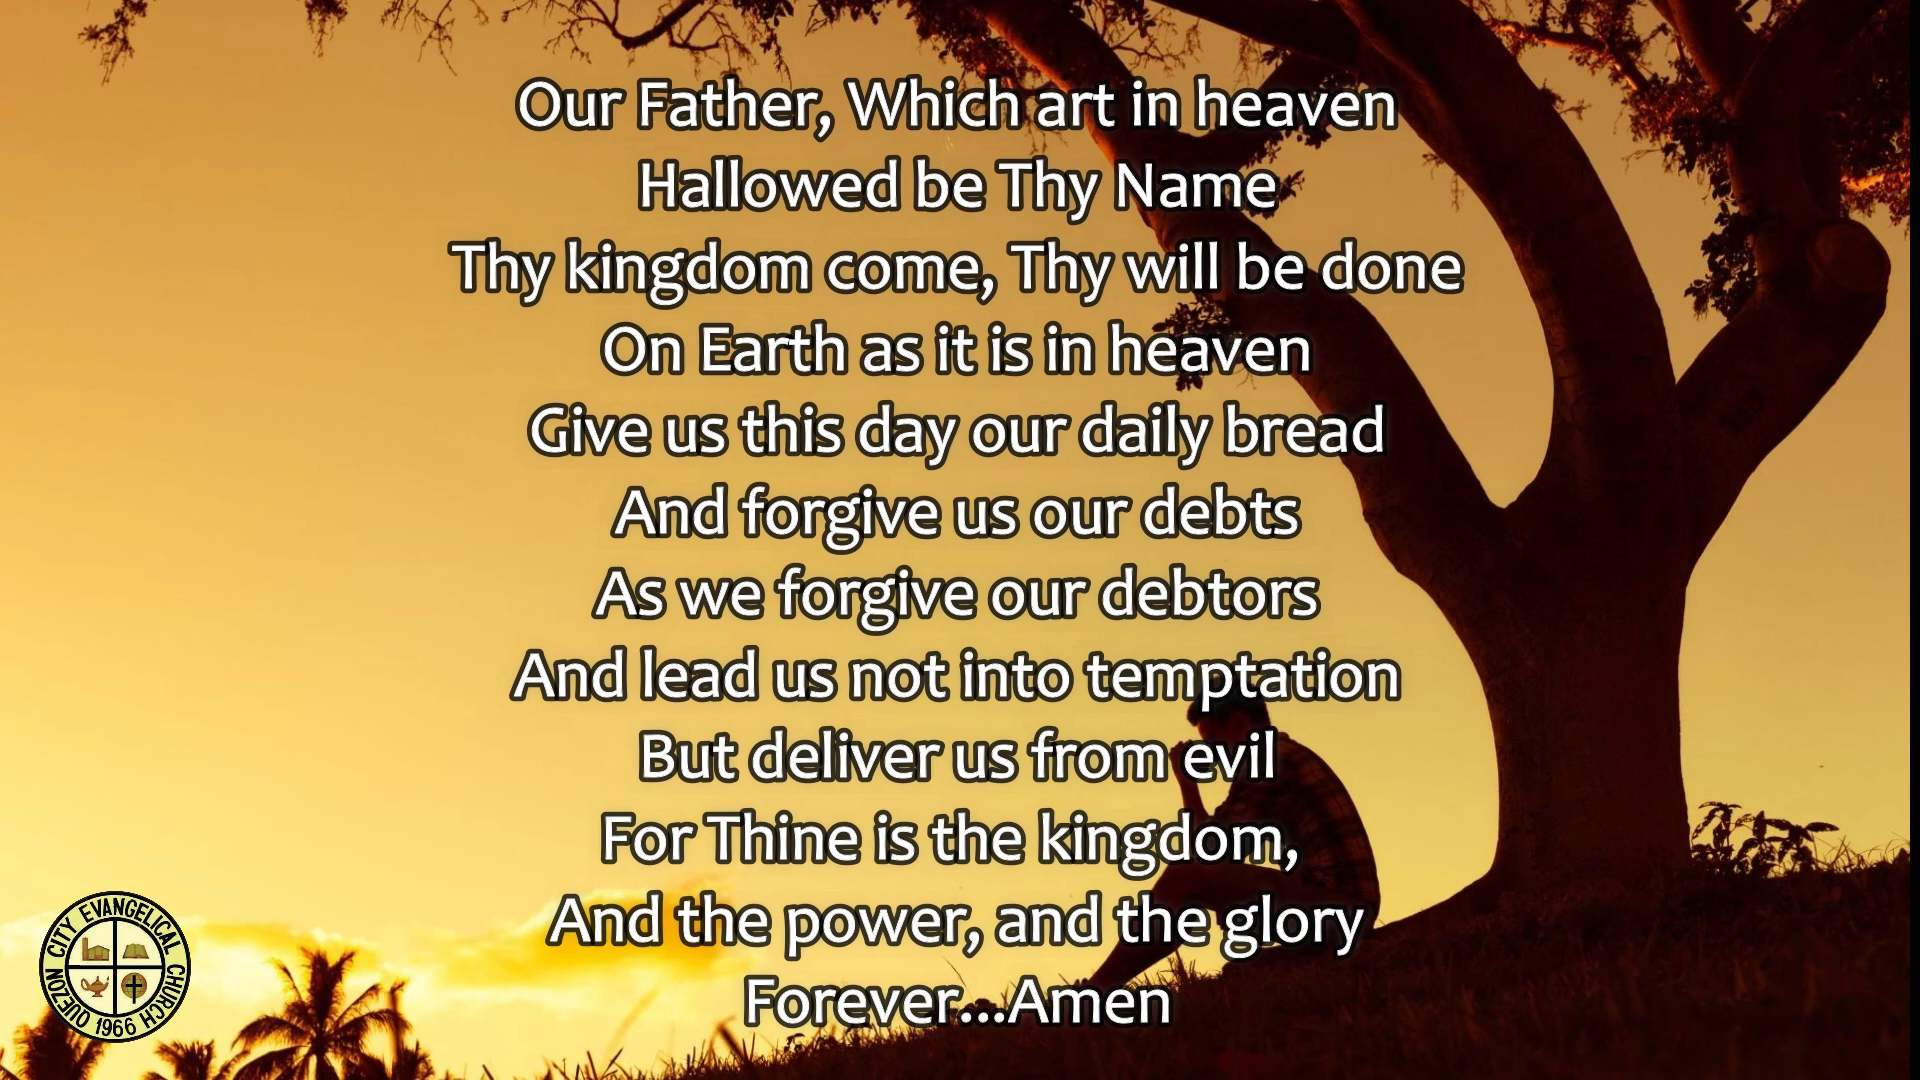 Our Father, Which art in heaven
Hallowed be Thy Name
Thy kingdom come, Thy will be done
On Earth as it is in heaven
Give us this day our daily bread
And forgive us our debts
As we forgive our debtors
And lead us not into temptation
But deliver us from evil
For Thine is the kingdom,
And the power, and the glory
Forever...Amen
QUEZON CITY EVANGELICAL CHURCH
1966